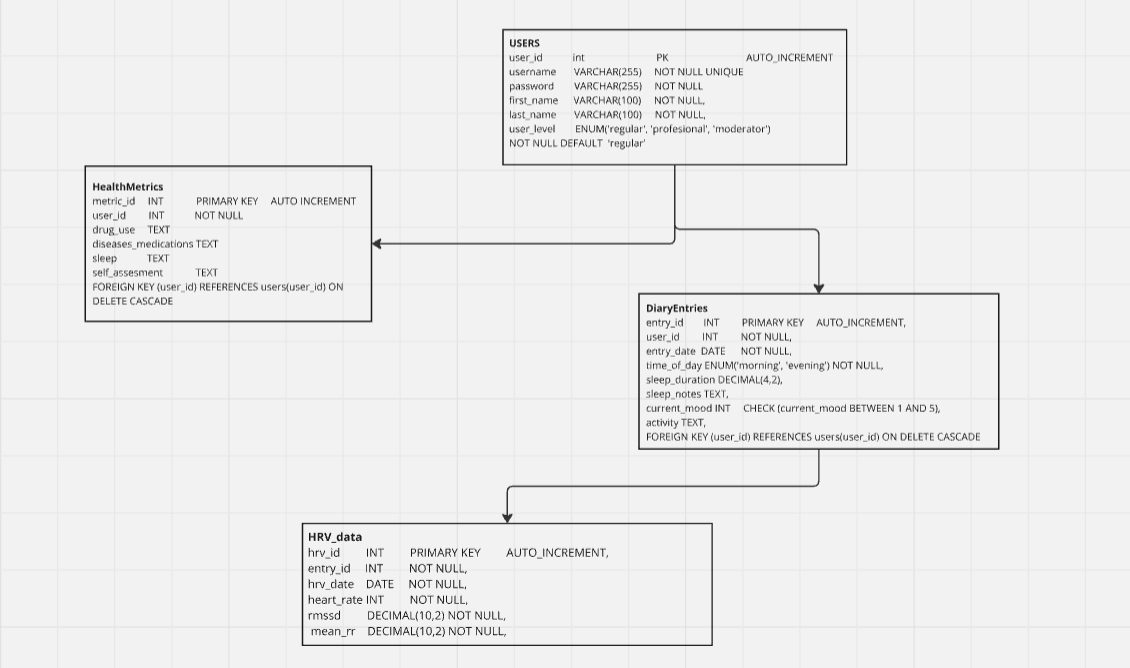 USERS
user_id int PK AUTO_INCREMENT
username VARCHAR(255) NOT NULL UNIQUE
password VARCHAR(255) NOT NULL
first_name VARCHAR(100) NOT NULL,
last_name VARCHAR(100) NOT NULL,
user_level ENUM('regular', 'profesional', 'moderator')
NOT NULL DEFAULT 'regular'
HealthMetrics
metric_id INT PRIMARY KEY AUTO INCREMENT
user_id INT NOT NULL
drug_use TEXT
diseases_medications TEXT
sleep TEXT
self_assesment TEXT
FOREIGN KEY (user_id) REFERENCES users(user_id) ON
DELETE CASCADE
DiaryEntries
entry_id INT PRIMARY KEY AUTO_INCREMENT,
user_id INT NOT NULL,
entry_date DATE NOT NULL,
time_of_day ENUM('morning', 'evening') NOT NULL,
sleep_duration DECIMAL(4,2),
sleep_notes TEXT,
current_mood INT CHECK (current_mood BETWEEN 1 AND 5),
activity TEXT,
FOREIGN KEY (user_id) REFERENCES users(user_id) ON DELETE CASCADE
HRV_data
hrv_id INT PRIMARY KEY AUTO_INCREMENT,
entry_id INT NOT NULL,
hrv_date DATE NOT NULL,
heart_rate INT NOT NULL,
rmssd DECIMAL(10,2) NOT NULL,
mean_rr DECIMAL(10,2) NOT NULL,